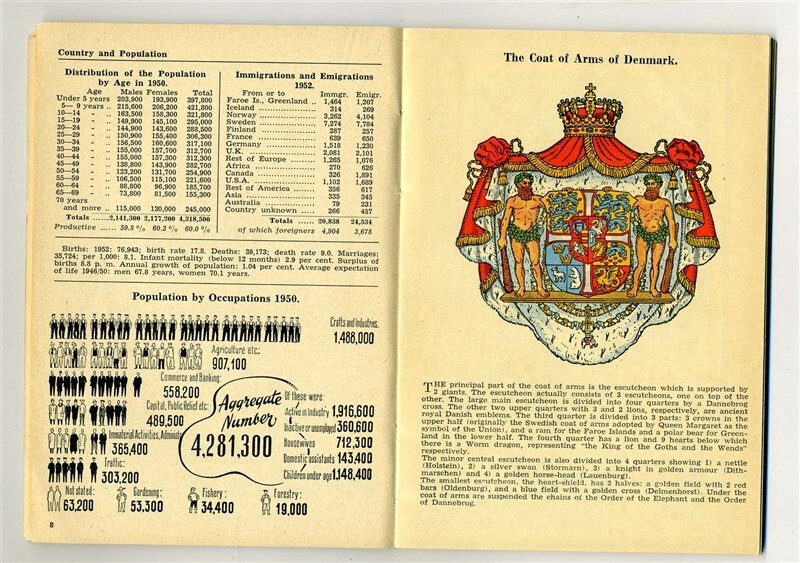 Country and Population
Distribution of the Population
by Age in 1950.
Age Males Females Total
Under 5 years 203,900 193,900 397,800
5— 9 years .. 215,600 206,200 421,800
10—14 „ .. 163,500 158,300 321,800
15—19 „ .. 149,900 145,100 295,000
20—24 „ .. 144,900 143,600 288,500
25—29 „ .. 150,900 155,400 306,300
30—34 „ .. 156,500 160,600 317,100
35—39 „ .. 155,000 157,700 312,700
40—44 „ .. 155,000 157,300 312,300
45—49 „ .. 138,800 143,900 282,700
50—54 „ .. 123,200 131,700 254,900
55—59 „ .. 106,500 115,100 221,600
60—64 „ .. 88,800 96,900 185,700
65—69 „ .. 73,800 81,500 155,300
70 years
and more .. 115,000 130,000 245,000
Totals ......2,141,300 2,177,200 4,318,500
Productive ...... 59.8 % 60.3 % 60.0 %
Immigrations and Emigrations
1952.
From or to Immgr. Emigr.
Faroe Is., Greenland .. 1,464 1,207
Iceland ............... 314 269
Norway ............... 3,262 4,104
Sweden ............... 7,274 7,784
Finland ............... 287 257
France ............... 639 650
Germany ............... 1,518 1,230
U.K. ............... 2,081 2,101
Rest of Europe ......... 1,265 1,076
Africa ............... 270 626
Canada ............... 326 1,891
U.S.A. ............... 1,102 1,689
Rest of America ...... 356 617
Asia ............... 335 345
Australia ............... 79 231
Country unknown ...... 266 457
Totals ...... 20,838 24,534
of which foreigners 4,904 3,678
Births: 1952: 76,943; birth rate 17.8. Deaths: 39,173; death rate 9.0. Marriages:
35,724; per 1,000: 8.1. Infant mortality (below 12 months) 2.9 per cent. Surplus of
births 8.8 p. m. Annual growth of population: 1.04 per cent. Average expectation
of life 1946/50: men 67.8 years, women 70.1 years.
Population by Occupations 1950.
Crafts and Industries.
1,488,000
Agriculture etc:
907,100
Commerce and Banking:
558,200
Capital, Public Relief etc:
489,500
Immaterial Activities, Administr
365,400
Traffic:
303,200
Aggregate
Number
4,281,300
Of these were:
Active in Industry 1,916,600
Inactive or unemployed 360,600
Housewives 712,300
Domestic assistants 143,400
Children under age 1,148,400
Not stated:
63,200
Gardening:
53,300
Fishery:
34,400
Forestry:
19,000
8
The Coat of Arms of Denmark.
THE principal part of the coat of arms is the escutcheon which is supported by
2 giants. The escutcheon actually consists of 3 escutcheons, one on top of the
other. The large main escutcheon is divided into four quarters by a Dannebrog
cross. The other two upper quarters with 3 and 2 lions, respectively, are ancient
royal Danish emblems. The third quarter is divided into 3 parts: 3 crowns in the
upper half (originally the Swedish coat of arms adopted by Queen Margaret as the
symbol of the Union), and a ram for the Faroe Islands and a polar bear for Green-
land in the lower half. The fourth quarter has a lion and 9 hearts below which
there is a Worm dragon, representing "the King of the Goths and the Wends"
respectively.
The minor central escutcheon is also divided into 4 quarters showing 1) a nettle
(Holstein), 2) a silver swan (Stormarn), 3) a knight in golden armour (Dith-
marschen) and 4) a golden horse-head (Lauenburg).
The smallest escutcheon, the heart-shield, has 2 halves: a golden field with 2 red
bars (Oldenburg), and a blue field with a golden cross (Delmenhorst). Under the
coat of arms are suspended the chains of the Order of the Elephant and the Order
of Dannebrog.